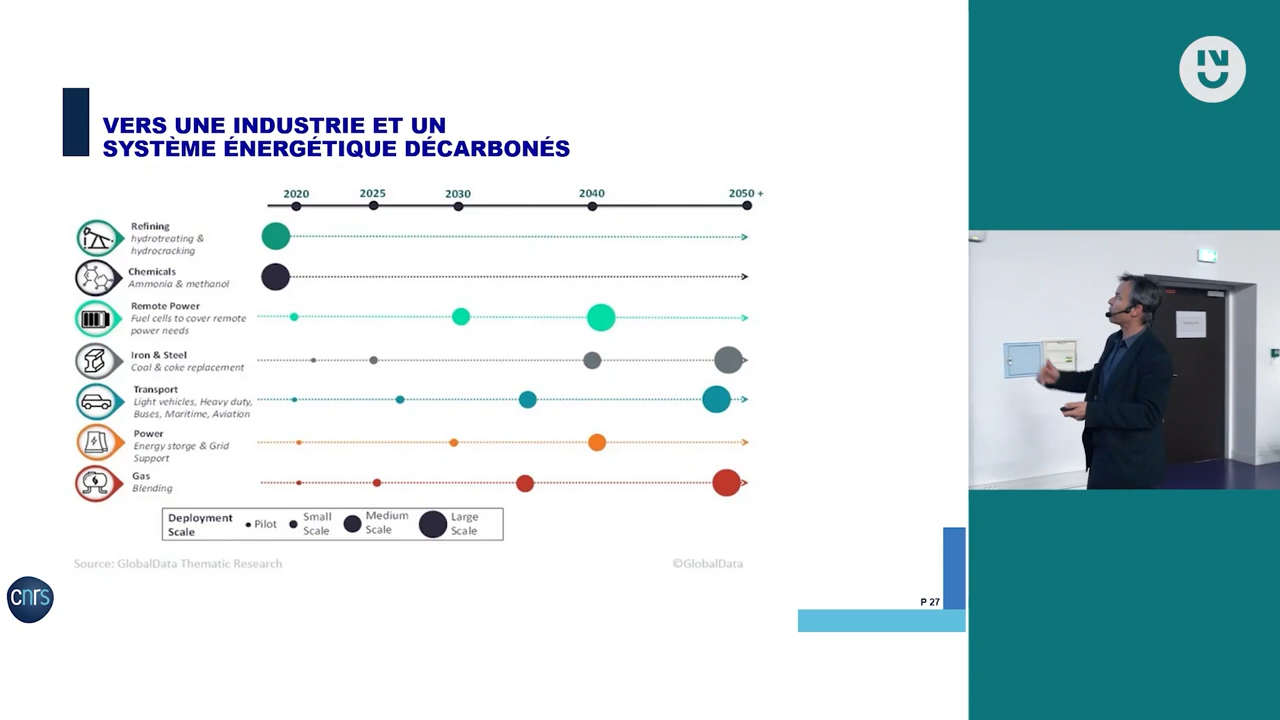 VERS UNE INDUSTRIE ET UN
SYSTÈME ÉNERGÉTIQUE DÉCARBONÉS
2020 2025 2030 2040 2050 +
Refining
hydrotreating &
hydrocracking
Chemicals
Ammonia & methanol
Remote Power
Fuel cells to cover remote
power needs
Iron & Steel
Coal & coke replacement
Transport
Light vehicles, Heavy duty,
Buses, Maritime, Aviation
Power
Energy storge & Grid
Support
Gas
Blending
Deployment
Scale
Pilot
Small
Scale
Medium
Scale
Large
Scale
Source: GlobalData Thematic Research
©GlobalData
cnrs
P 27